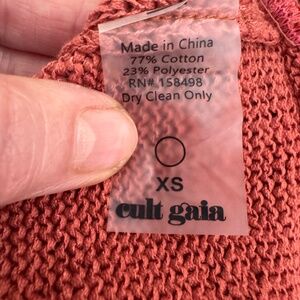 Made in China
77% Cotton
23% Polyester
RN# 158498
Dry Clean Only
XS
cult gaia